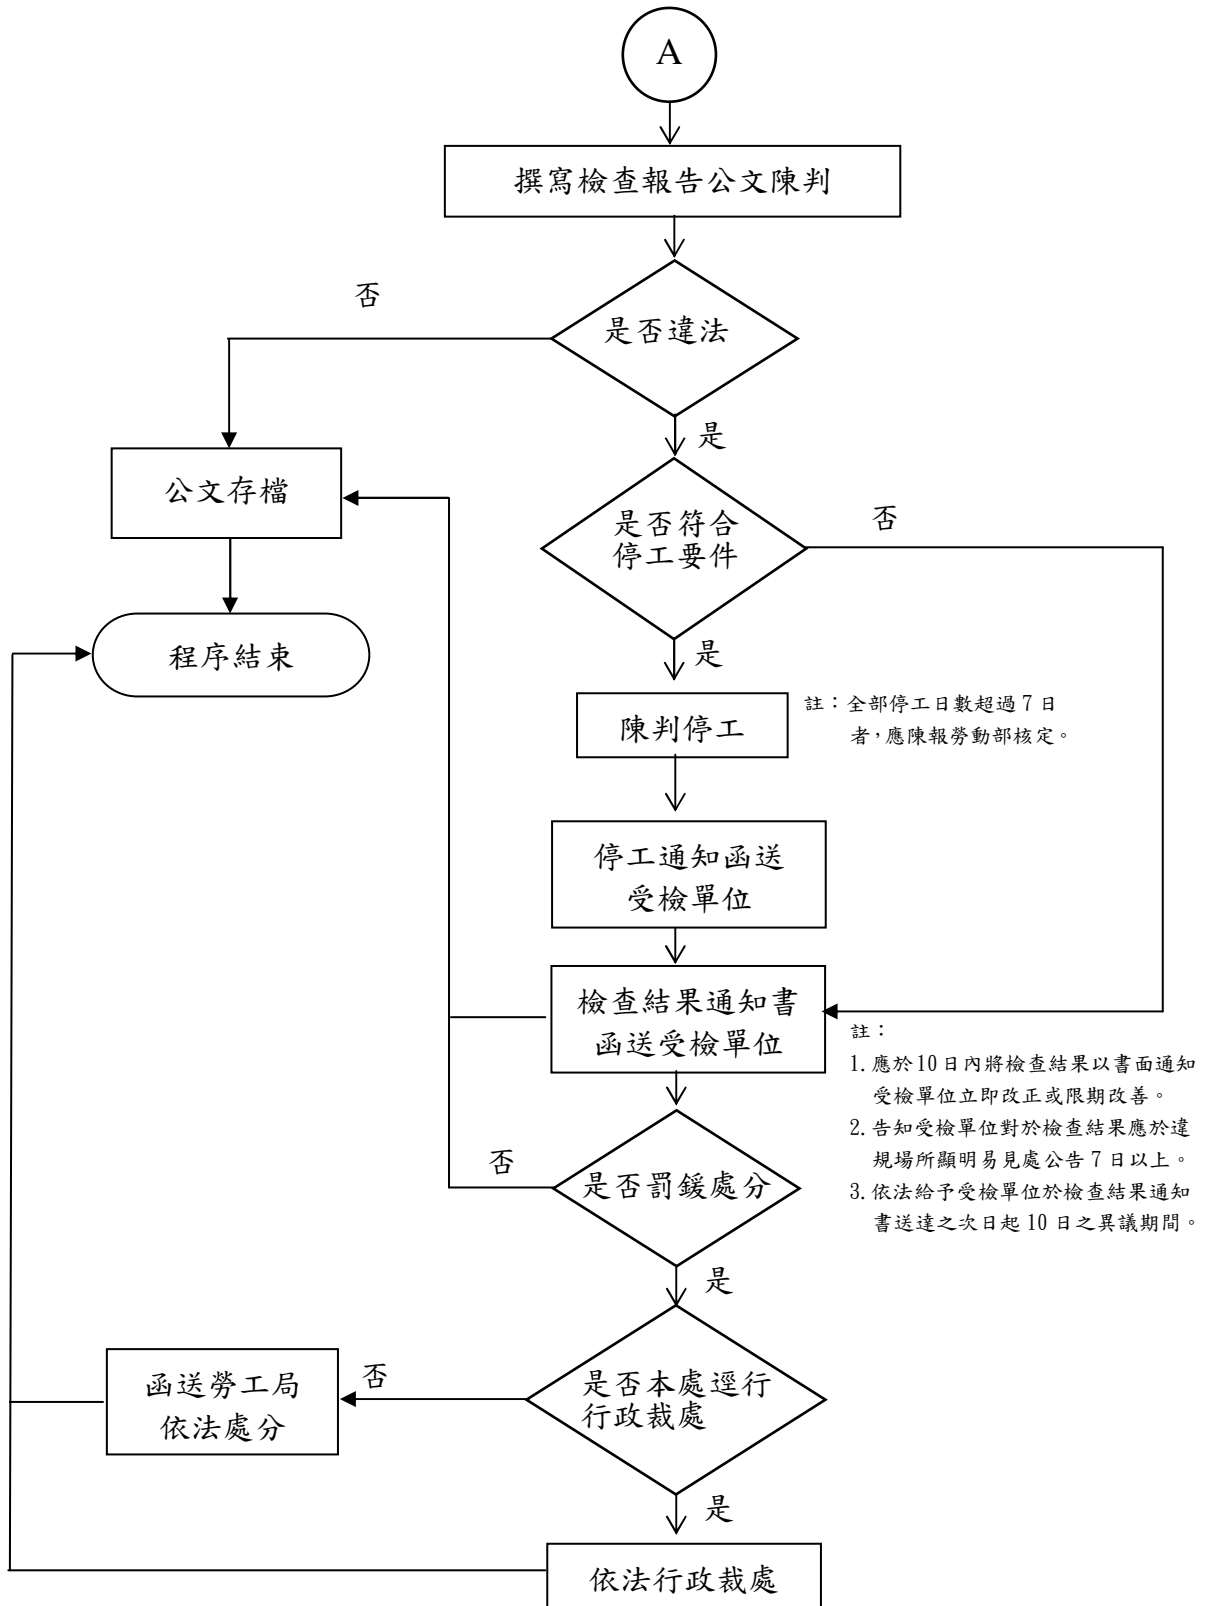 A
撰寫檢查報告公文陳判
否
是否違法
是
公文存檔
是否符合
停工要件
否
程序結束
是
陳判停工
註：全部停工日數超過 7 日
者，應陳報勞動部核定。
停工通知函送
受檢單位
檢查結果通知書
函送受檢單位
註：
1. 應於 10 日內將檢查結果以書面通知
受檢單位立即改正或限期改善。
2. 告知受檢單位對於檢查結果應於違
規場所顯明易見處公告 7 日以上。
3. 依法給予受檢單位於檢查結果通知
書送達之次日起 10 日之異議期間。
否
是否罰鍰處分
是
函送勞工局
依法處分
否
是否本處逕行
行政裁處
是
依法行政裁處